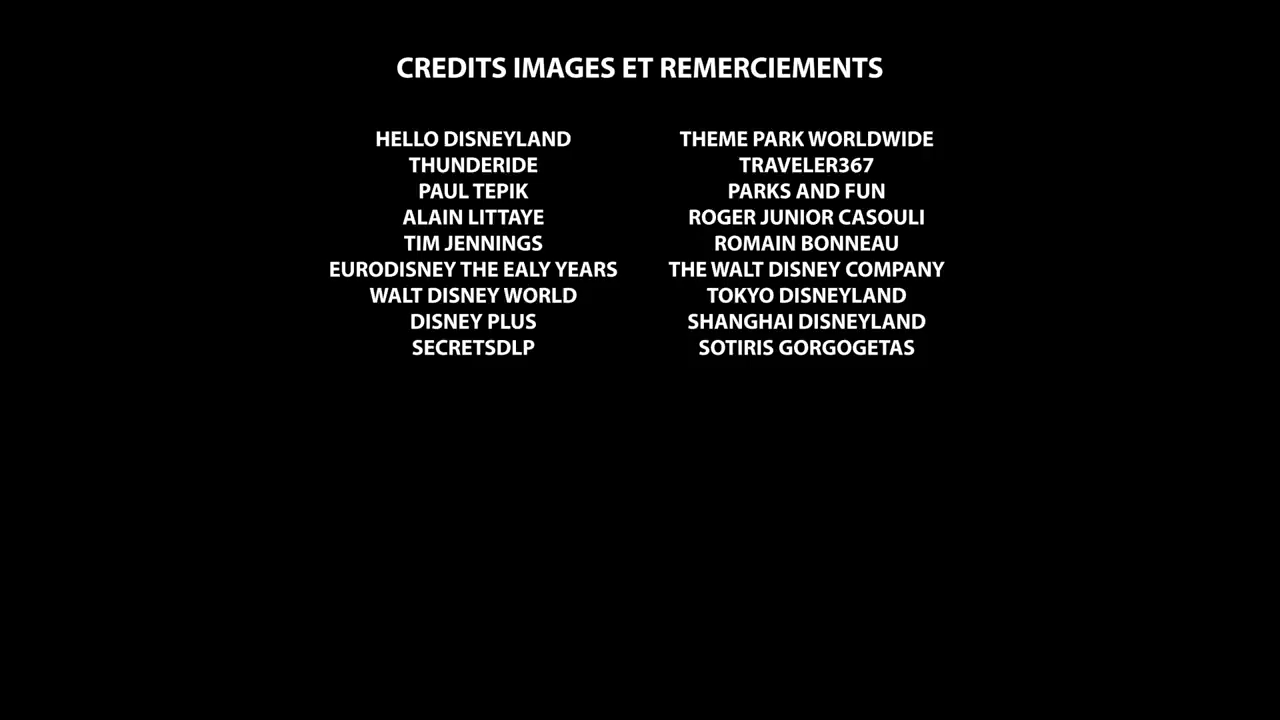 CREDITS IMAGES ET REMERCIEMENTS
HELLO DISNEYLAND
THUNDERIDE
PAUL TEPIK
ALAIN LITTAYE
TIM JENNINGS
EURODISNEY THE EALY YEARS
WALT DISNEY WORLD
DISNEY PLUS
SECRETSDLP
THEME PARK WORLDWIDE
TRAVELER367
PARKS AND FUN
ROGER JUNIOR CASOULI
ROMAIN BONNEAU
THE WALT DISNEY COMPANY
TOKYO DISNEYLAND
SHANGHAI DISNEYLAND
SOTIRIS GORGOGETAS